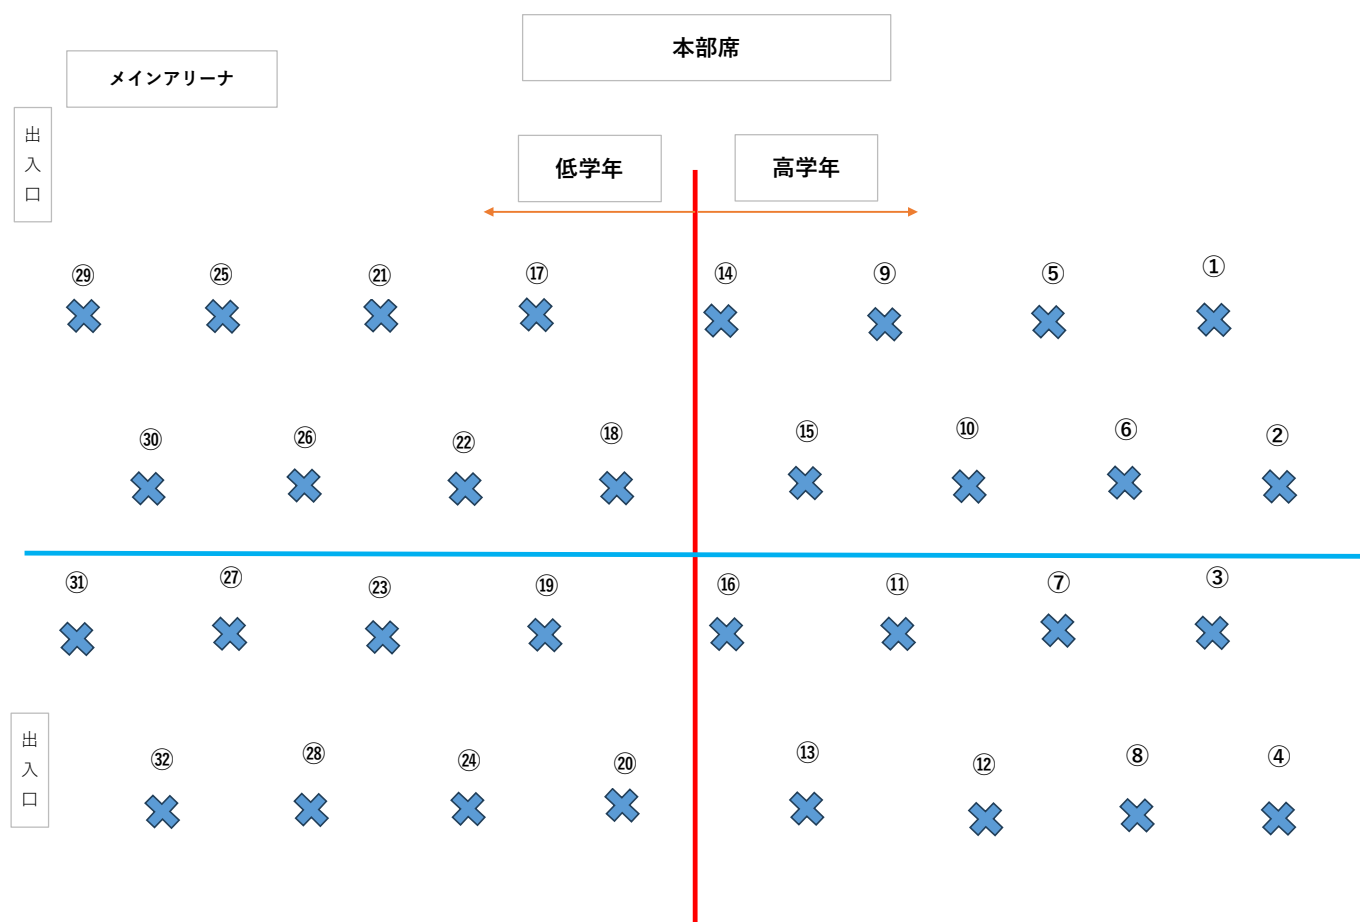 本部席
メインアリーナ
出入口
低学年
高学年
㉙ ㉕ ㉑ ⑰ ⑭ ⑨ ⑤ ①
㉚ ㉖ ㉒ ⑱ ⑮ ⑩ ⑥ ②
㉛ ㉗ ㉓ ⑲ ⑯ ⑪ ⑦ ③
出入口
㉜ ㉘ ㉔ ⑳ ⑬ ⑫ ⑧ ④